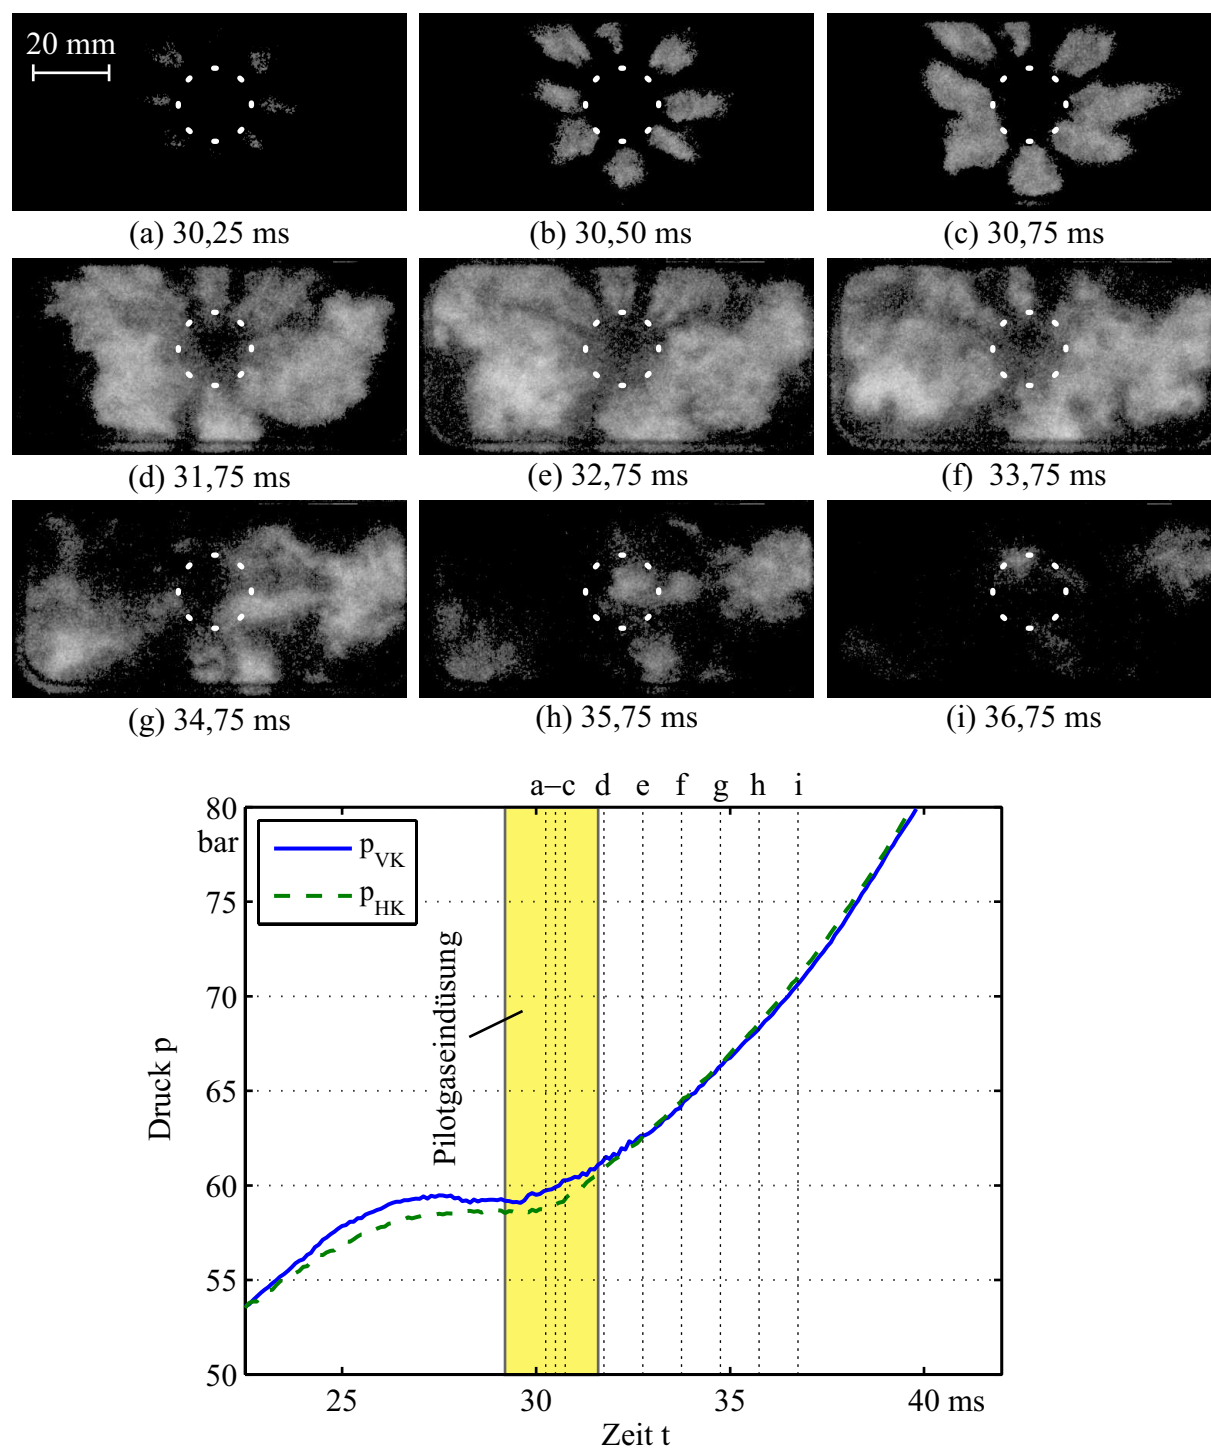 20 mm
(a) 30,25 ms
(b) 30,50 ms
(c) 30,75 ms
(d) 31,75 ms
(e) 32,75 ms
(f) 33,75 ms
(g) 34,75 ms
(h) 35,75 ms
(i) 36,75 ms
a–c d e f g h i
80
bar
75
70
65
60
55
50
Druck p
p_VK
p_HK
Pilotgaseindüsung
25 30 35 40 ms
Zeit t